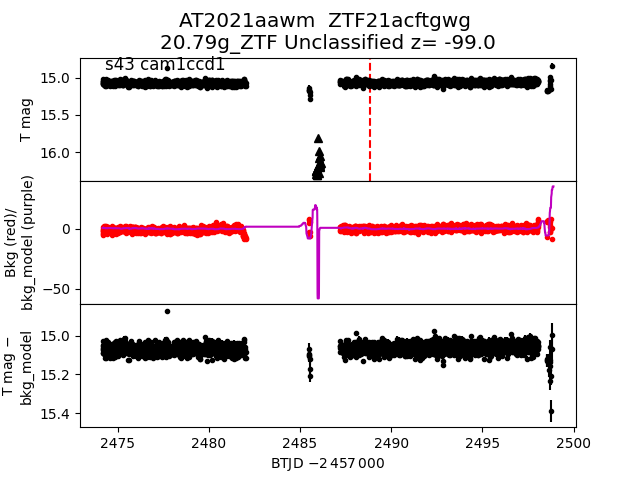 AT2021aawm  ZTF21acftgwg
20.79g_ZTF Unclassified z= -99.0
s43 cam1ccd1
T mag
15.0
15.5
16.0
Bkg (red)/
bkg_model (purple)
0
−50
T mag −
bkg_model
15.0
15.2
15.4
2475 2480 2485 2490 2495 2500
BTJD −2 457 000